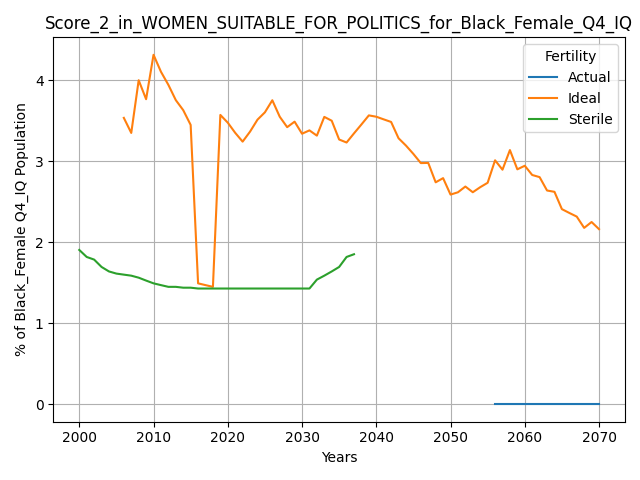 Score_2_in_WOMEN_SUITABLE_FOR_POLITICS_for_Black_Female_Q4_IQ
Fertility
Actual
Ideal
Sterile
% of Black_Female Q4_IQ Population
4
3
2
1
0
2000 2010 2020 2030 2040 2050 2060 2070
Years